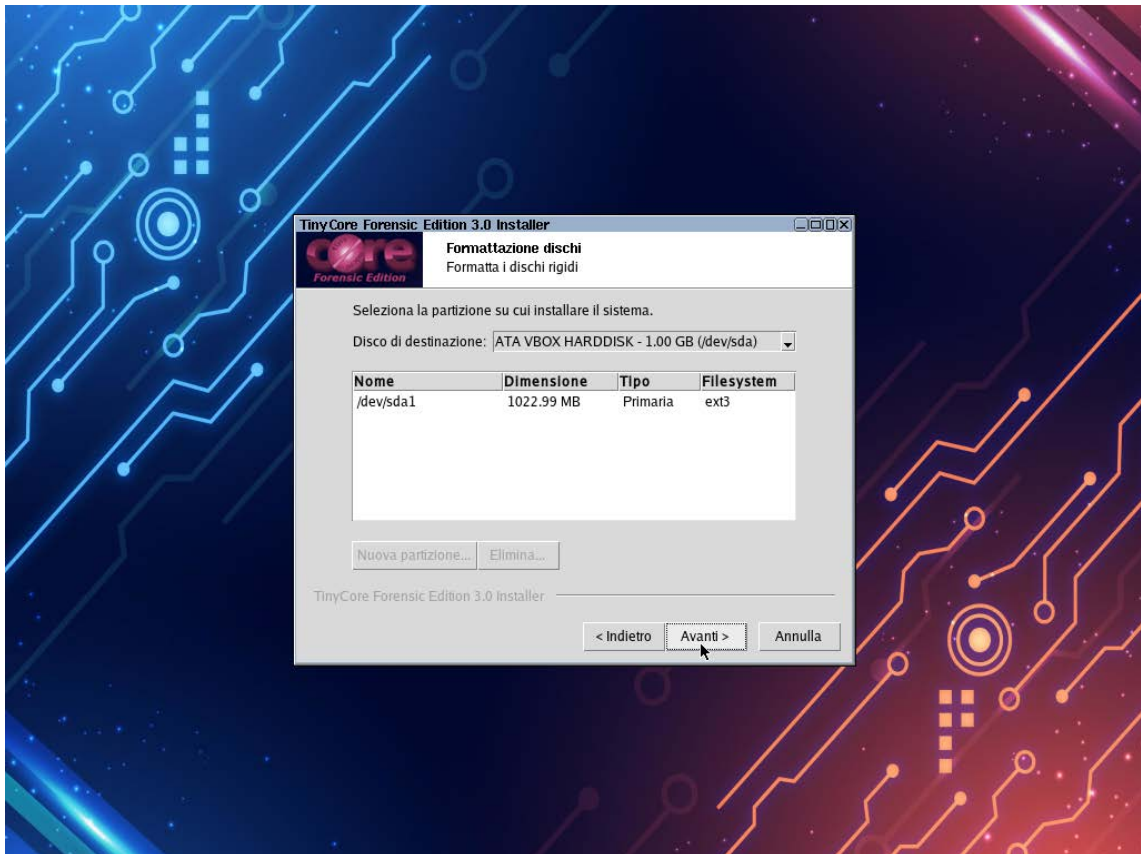 TinyCore Forensic Edition 3.0 Installer
core
Forensic Edition
Formattazione dischi
Formatta i dischi rigidi
Seleziona la partizione su cui installare il sistema.
Disco di destinazione: ATA VBOX HARDDISK - 1.00 GB (/dev/sda)
Nome Dimensione Tipo Filesystem
/dev/sda1 1022.99 MB Primaria ext3
Nuova partizione... Elimina...
TinyCore Forensic Edition 3.0 Installer
< Indietro Avanti > Annulla